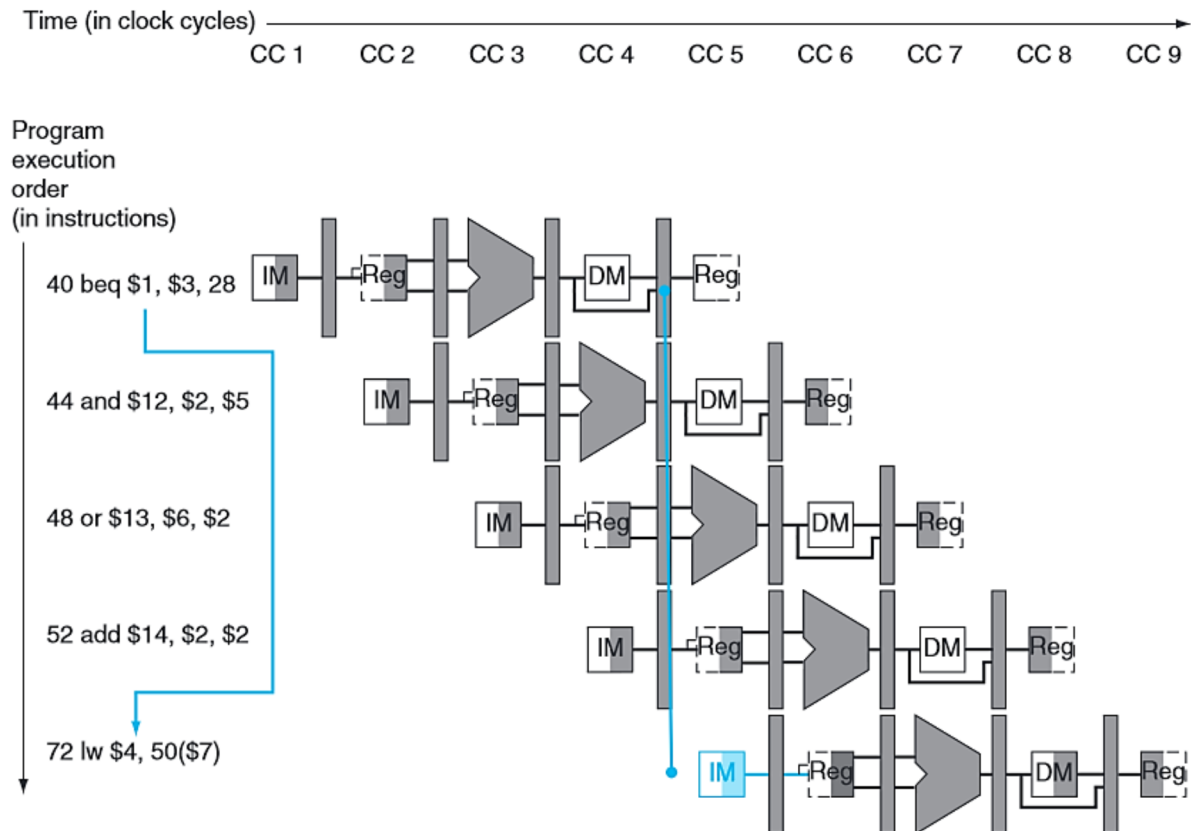 Time (in clock cycles)
CC 1 CC 2 CC 3 CC 4 CC 5 CC 6 CC 7 CC 8 CC 9
Program
execution
order
(in instructions)
40 beq $1, $3, 28 IM Reg DM Reg
44 and $12, $2, $5 IM Reg DM Reg
48 or $13, $6, $2 IM Reg DM Reg
52 add $14, $2, $2 IM Reg DM Reg
72 lw $4, 50($7) IM Reg DM Reg